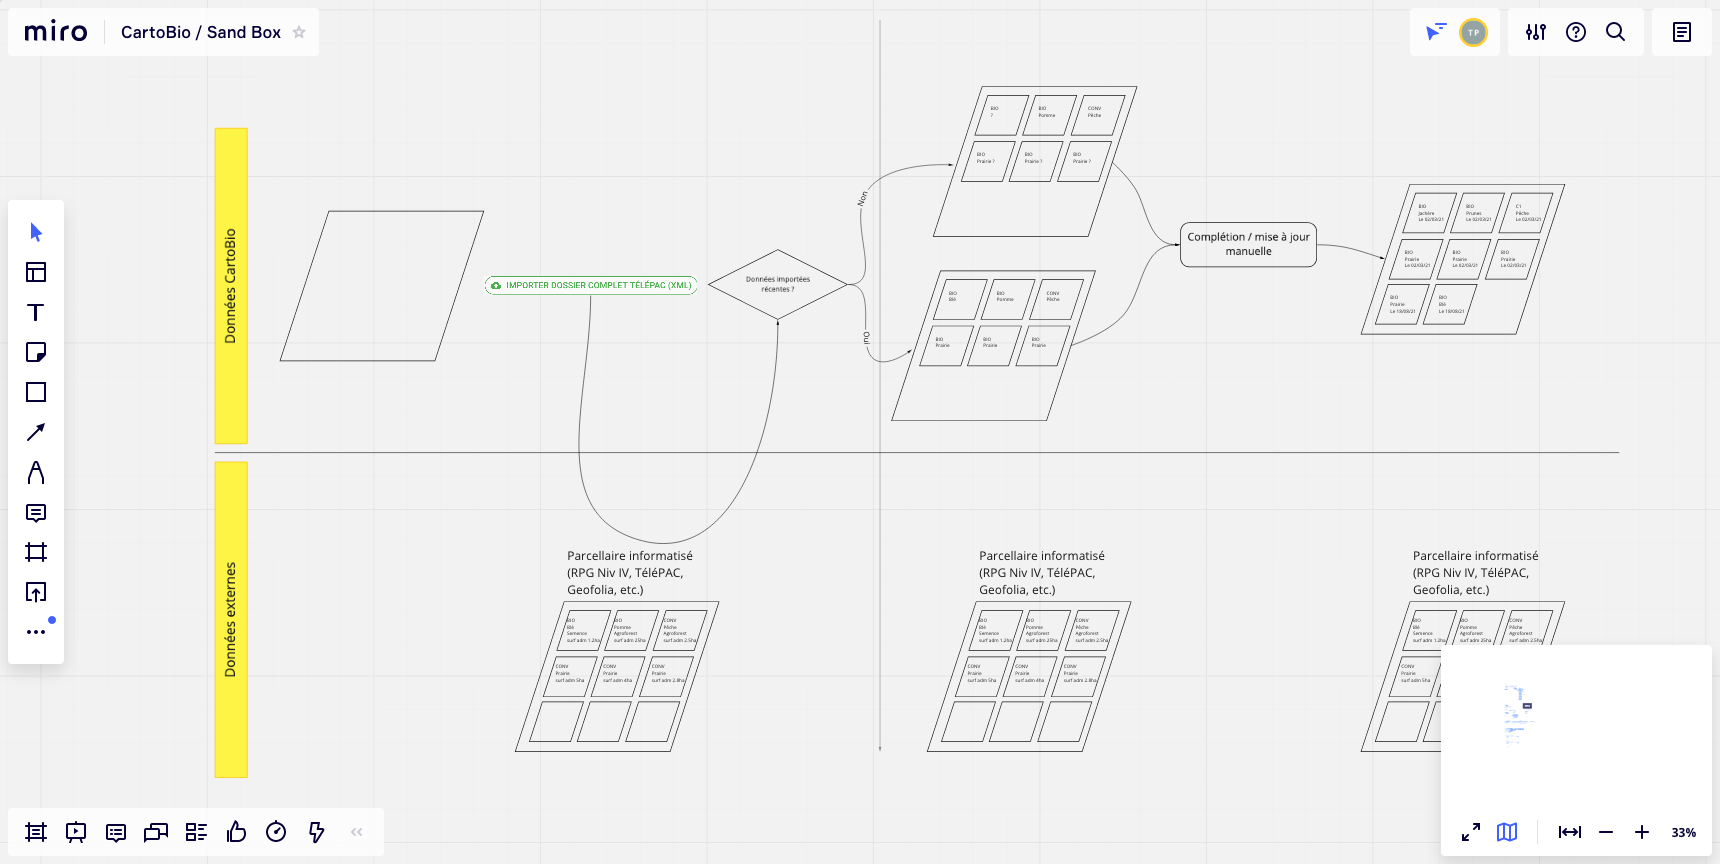 miro
CartoBio / Sand Box
TP
Données CartoBio
IMPORTER DOSSIER COMPLET TÉLÉPAC (XML)
Données importées
récentes ?
Non
Oui
BIO
?
BIO
Pomme
CONV
Pêche
BIO
Prairie ?
BIO
Prairie ?
BIO
Prairie ?
BIO
Blé
BIO
Pomme
CONV
Pêche
BIO
Prairie
BIO
Prairie
BIO
Prairie
Complétion / mise à jour
manuelle
BIO
Jachère
Le 02/03/21
BIO
Prunes
Le 02/03/21
C1
Pêche
Le 02/03/21
BIO
Prairie
Le 02/03/21
BIO
Prairie
Le 02/03/21
BIO
Prairie
Le 02/03/21
BIO
Prairie
Le 18/08/21
BIO
Blé
Le 18/08/21
Données externes
Parcellaire informatisé
(RPG Niv IV, TéléPAC,
Geofolia, etc.)
BIO
Blé
Semence
surf adm 1.2ha
BIO
Pomme
Agroforest
surf adm 25ha
CONV
Pêche
Agroforest
surf adm 2.5ha
CONV
Prairie
surf adm 5ha
CONV
Prairie
surf adm 4ha
CONV
Prairie
surf adm 2.8ha
Parcellaire informatisé
(RPG Niv IV, TéléPAC,
Geofolia, etc.)
BIO
Blé
Semence
surf adm 1.2ha
BIO
Pomme
Agroforest
surf adm 25ha
CONV
Pêche
Agroforest
surf adm 2.5ha
CONV
Prairie
surf adm 5ha
CONV
Prairie
surf adm 4ha
CONV
Prairie
surf adm 2.8ha
Parcellaire informatisé
(RPG Niv IV, TéléPAC,
Geofolia, etc.)
BIO
Blé
Semence
surf adm 1.2ha
BIO
Pomme
Agroforest
surf adm 25ha
CONV
Pêche
Agroforest
surf adm 2.5ha
CONV
Prairie
surf adm 5ha
33%